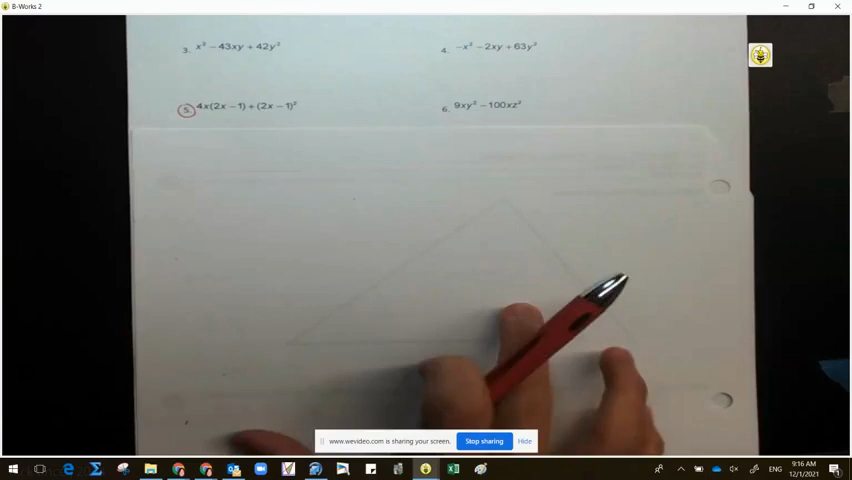 B-Works 2
3. x² − 43xy + 42y²
4. −x² − 2xy + 63y²
5. 4x(2x − 1) + (2x − 1)²
6. 9xy² − 100xz²
www.wevideo.com is sharing your screen. Stop sharing Hide
ENG 9:16 AM
12/1/2021